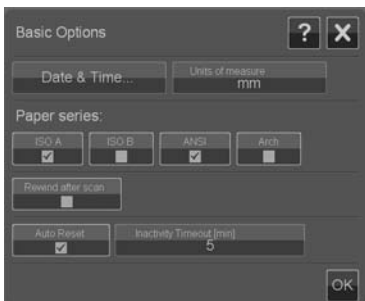 Basic Options
?
X
Date & Time...
Units of measure
mm
Paper series:
ISO A
ISO B
ANSI
Arch
Revend after scan
Auto Reset
Inactivity Timeout [min]
5
OK